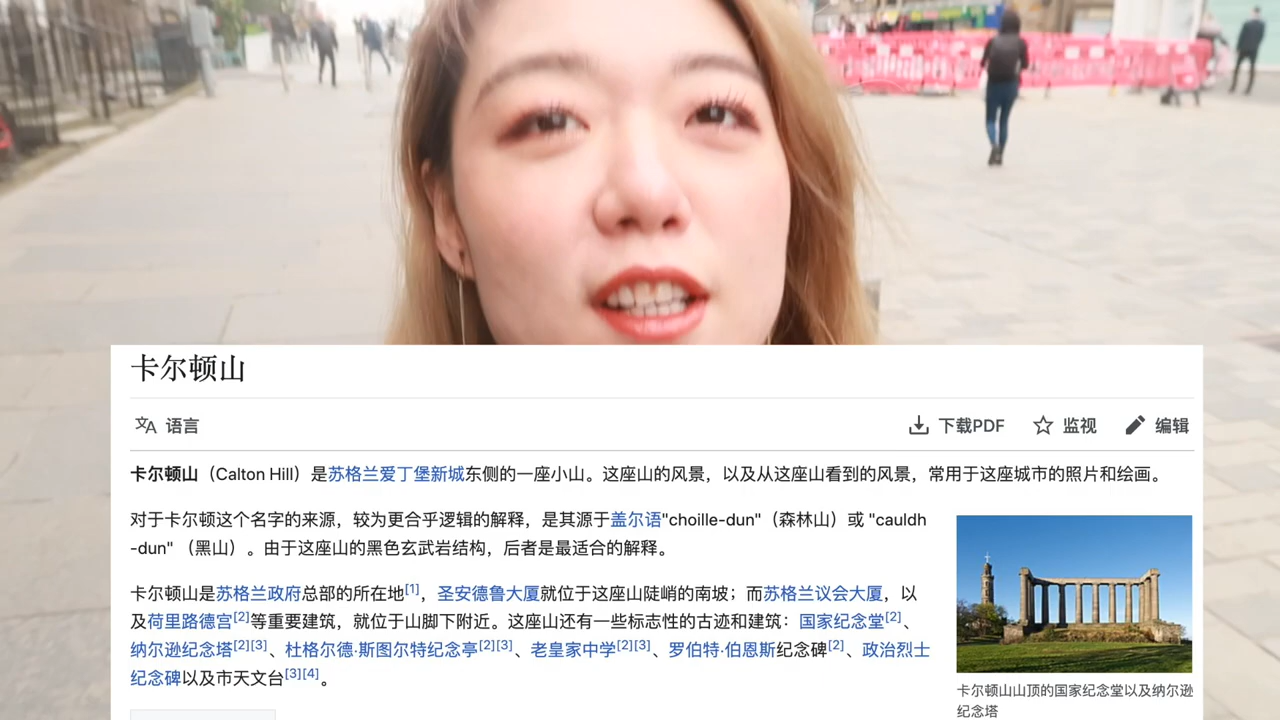 卡尔顿山
语言
下载PDF
监视
编辑
卡尔顿山（Calton Hill）是苏格兰爱丁堡新城东侧的一座小山。这座山的风景，以及从这座山看到的风景，常用于这座城市的照片和绘画。
对于卡尔顿这个名字的来源，较为更合乎逻辑的解释，是其源于盖尔语"choille-dun"（森林山）或 "cauldh
-dun" （黑山）。由于这座山的黑色玄武岩结构，后者是最适合的解释。
卡尔顿山是苏格兰政府总部的所在地[1]，圣安德鲁大厦就位于这座山陡峭的南坡；而苏格兰议会大厦，以
及荷里路德宫[2]等重要建筑，就位于山脚下附近。这座山还有一些标志性的古迹和建筑：国家纪念堂[2]、
纳尔逊纪念塔[2][3]、杜格尔德·斯图尔特纪念亭[2][3]、老皇家中学[2][3]、罗伯特·伯恩斯纪念碑[2]、政治烈士
纪念碑以及市天文台[3][4]。
卡尔顿山山顶的国家纪念堂以及纳尔逊
纪念塔